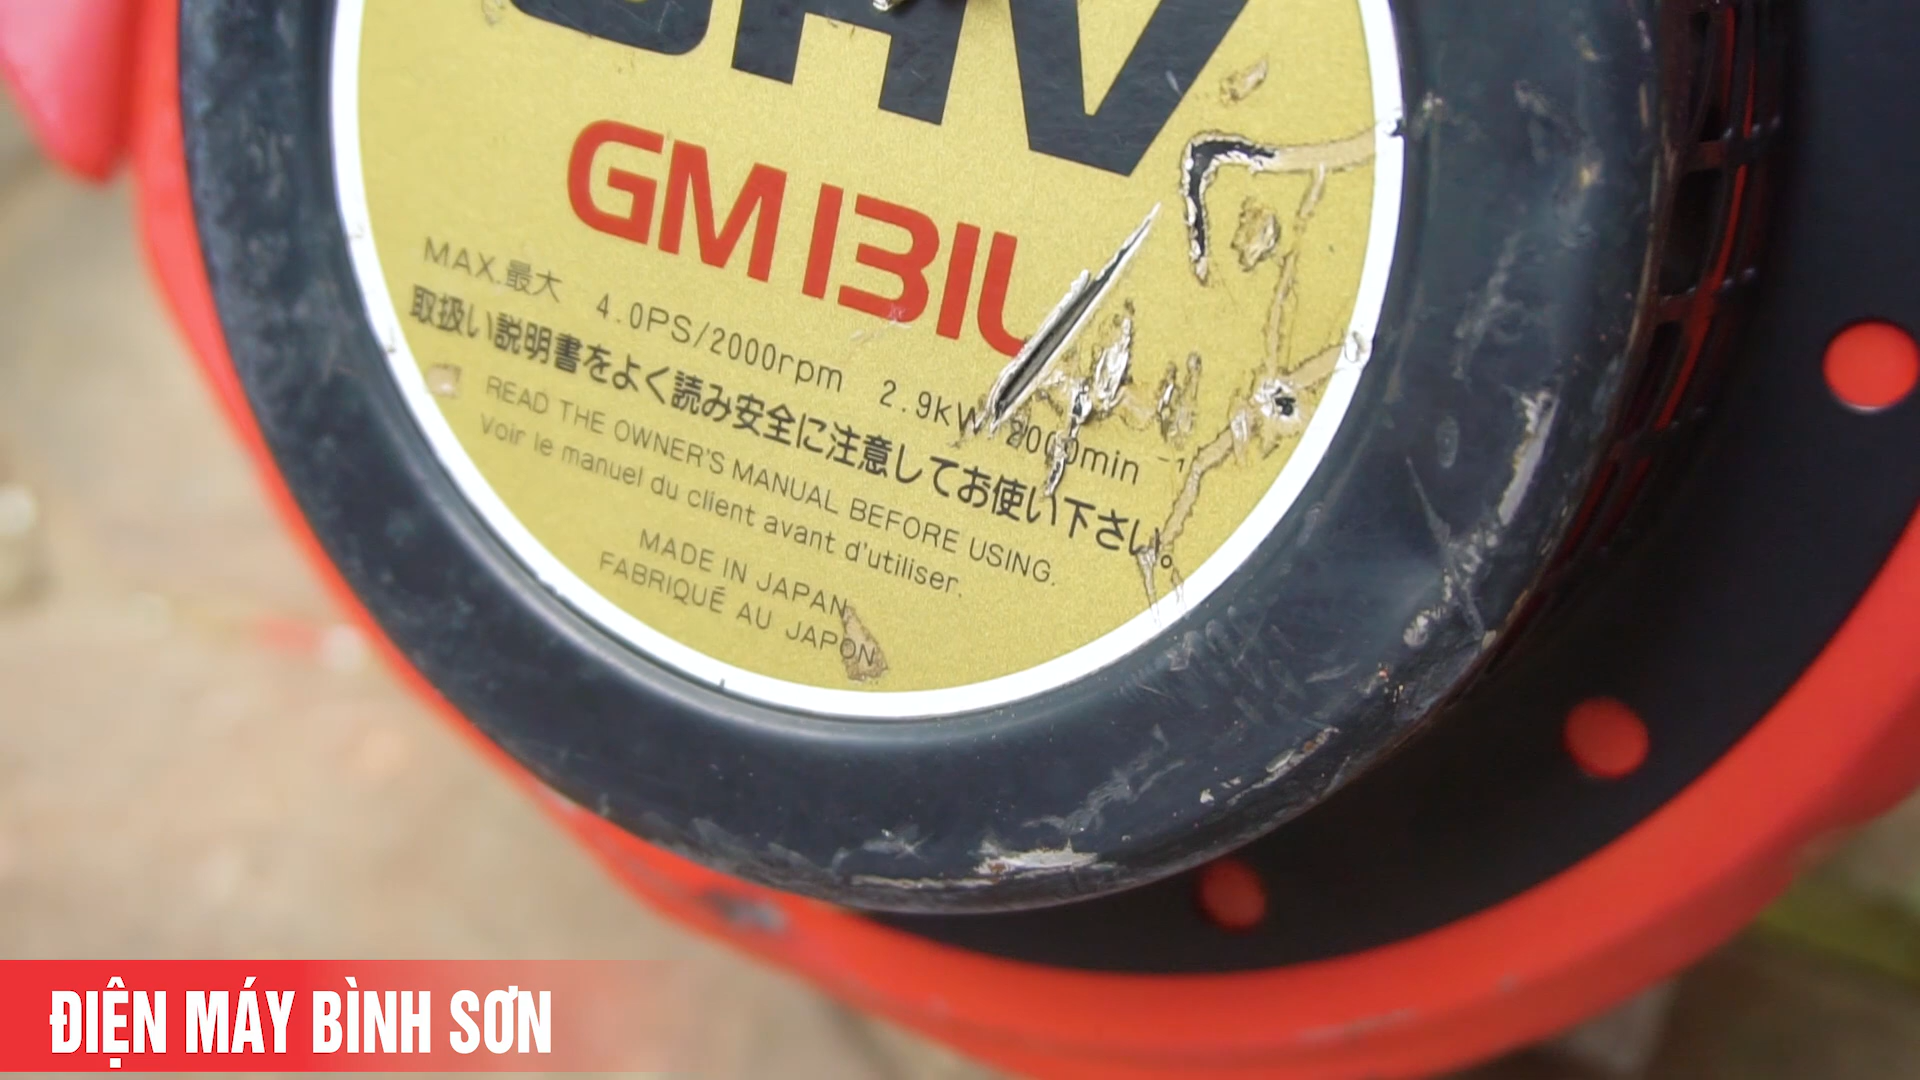 OHV
GM131L
MAX.最大 4.0PS/2000rpm 2.9kW/2000min⁻¹
取扱い説明書をよく読み安全に注意してお使い下さい。
READ THE OWNER'S MANUAL BEFORE USING.
Voir le manuel du client avant d'utiliser.
MADE IN JAPAN
FABRIQUÉ AU JAPON
ĐIỆN MÁY BÌNH SƠN